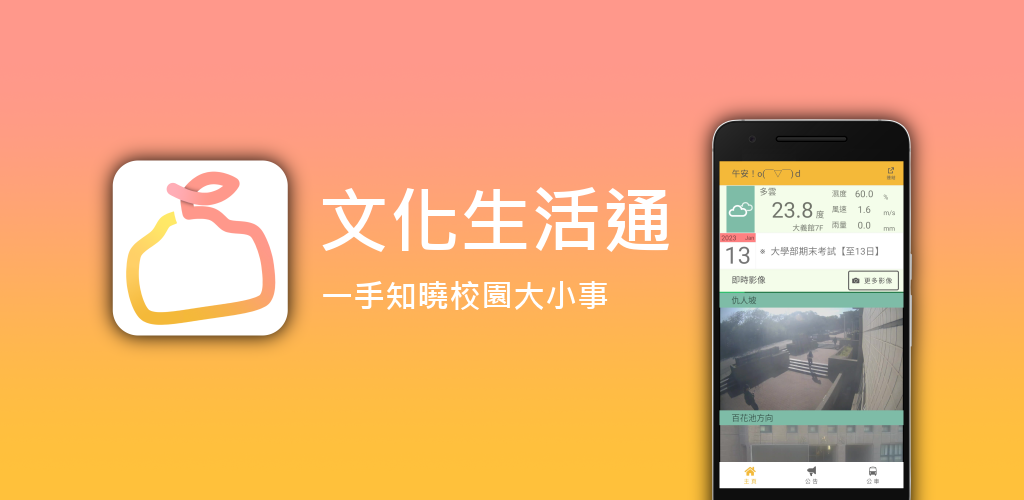 文化生活通
一手知曉校園大小事
午安！o(￣▽￣)d
多雲
23.8 度
大義館7F
濕度 60.0 %
風速 1.6 m/s
雨量 0.0 mm
2023 Jan
13
※ 大學部期末考試【至13日】
即時影像
更多影像
仇人坡
百花池方向
主頁
公告
公車